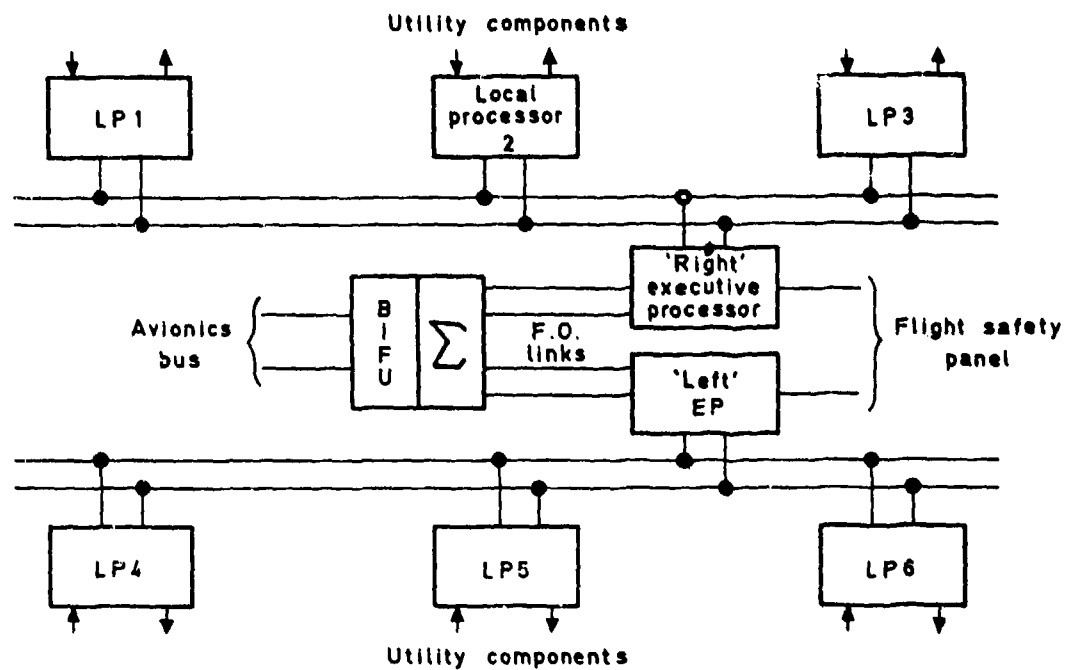 Utility components
LP1
Local
processor
2
LP3
'Right'
executive
processor
Avionics
bus
B
I
F
U
Σ
F.O.
links
Flight safety
panel
'Left'
EP
LP4
LP5
LP6
Utility components